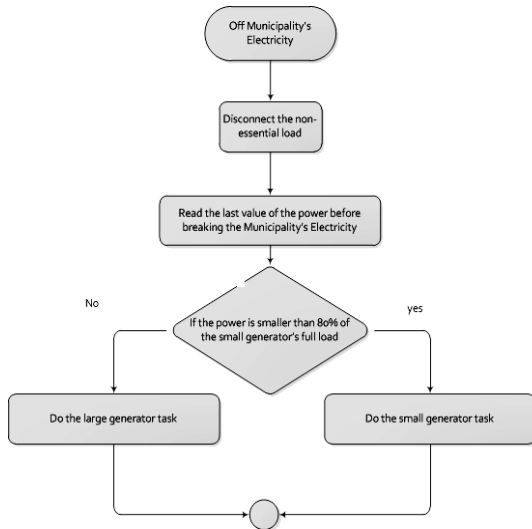 Off Municipality's
Electricity
Disconnect the non-
essential load
Read the last value of the power before
breaking the Municipality's Electricity
If the power is smaller than 80% of
the small generator's full load
No
yes
Do the large generator task
Do the small generator task